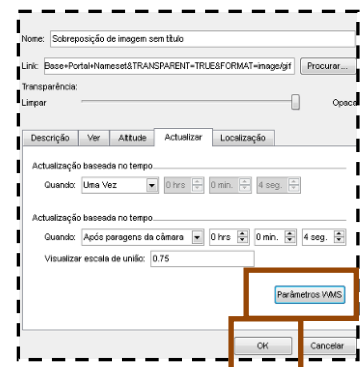 Nome: Sobreposição de imagem sem título
Link: Base+Portal+Nameset&TRANSPARENT=TRUE&FORMAT=image/gif Procurar...
Transparência:
Limpar Opaco
Descrição Ver Altitude Actualizar Localização
Actualização baseada no tempo
Quando: Uma Vez 0 hrs 0 min. 4 seg.
Actualização baseada no tempo
Quando: Após paragens da câmara 0 hrs 0 min. 4 seg.
Visualizar escala de união: 0.75
Parâmetros WMS
OK Cancelar